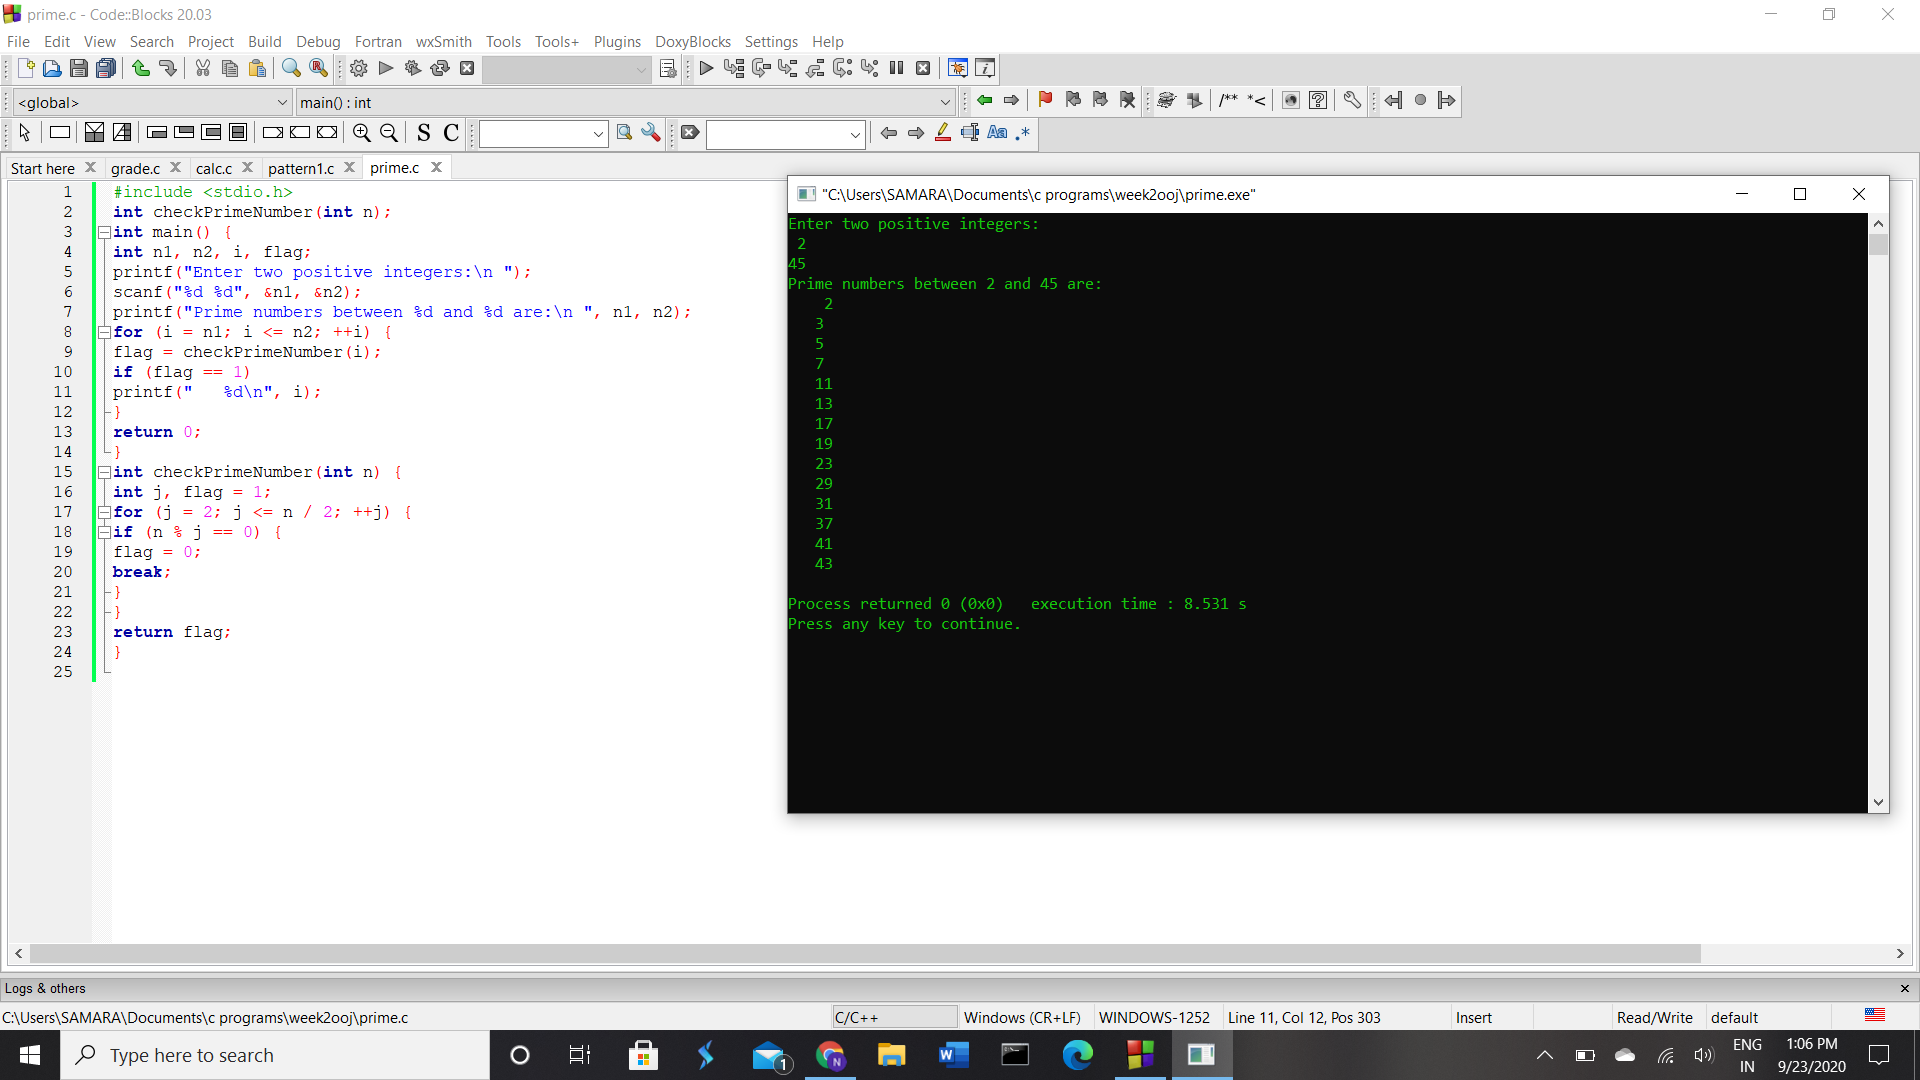 prime.c - Code::Blocks 20.03
File Edit View Search Project Build Debug Fortran wxSmith Tools Tools+ Plugins DoxyBlocks Settings Help
<global> main() : int /** *<
S C Aa .*
Start here grade.c calc.c pattern1.c prime.c
1 #include <stdio.h>
2 int checkPrimeNumber(int n);
3 int main() {
4 int n1, n2, i, flag;
5 printf("Enter two positive integers:\n ");
6 scanf("%d %d", &n1, &n2);
7 printf("Prime numbers between %d and %d are:\n ", n1, n2);
8 for (i = n1; i <= n2; ++i) {
9 flag = checkPrimeNumber(i);
10 if (flag == 1)
11 printf("   %d\n", i);
12 }
13 return 0;
14 }
15 int checkPrimeNumber(int n) {
16 int j, flag = 1;
17 for (j = 2; j <= n / 2; ++j) {
18 if (n % j == 0) {
19 flag = 0;
20 break;
21 }
22 }
23 return flag;
24 }
25
"C:\Users\SAMARA\Documents\c programs\week2ooj\prime.exe"
Enter two positive integers:
2
45
Prime numbers between 2 and 45 are:
2
3
5
7
11
13
17
19
23
29
31
37
41
43
Process returned 0 (0x0)   execution time : 8.531 s
Press any key to continue.
Logs & others
C:\Users\SAMARA\Documents\c programs\week2ooj\prime.c C/C++ Windows (CR+LF) WINDOWS-1252 Line 11, Col 12, Pos 303 Insert Read/Write default
Type here to search
1
N
ENG
IN
1:06 PM
9/23/2020